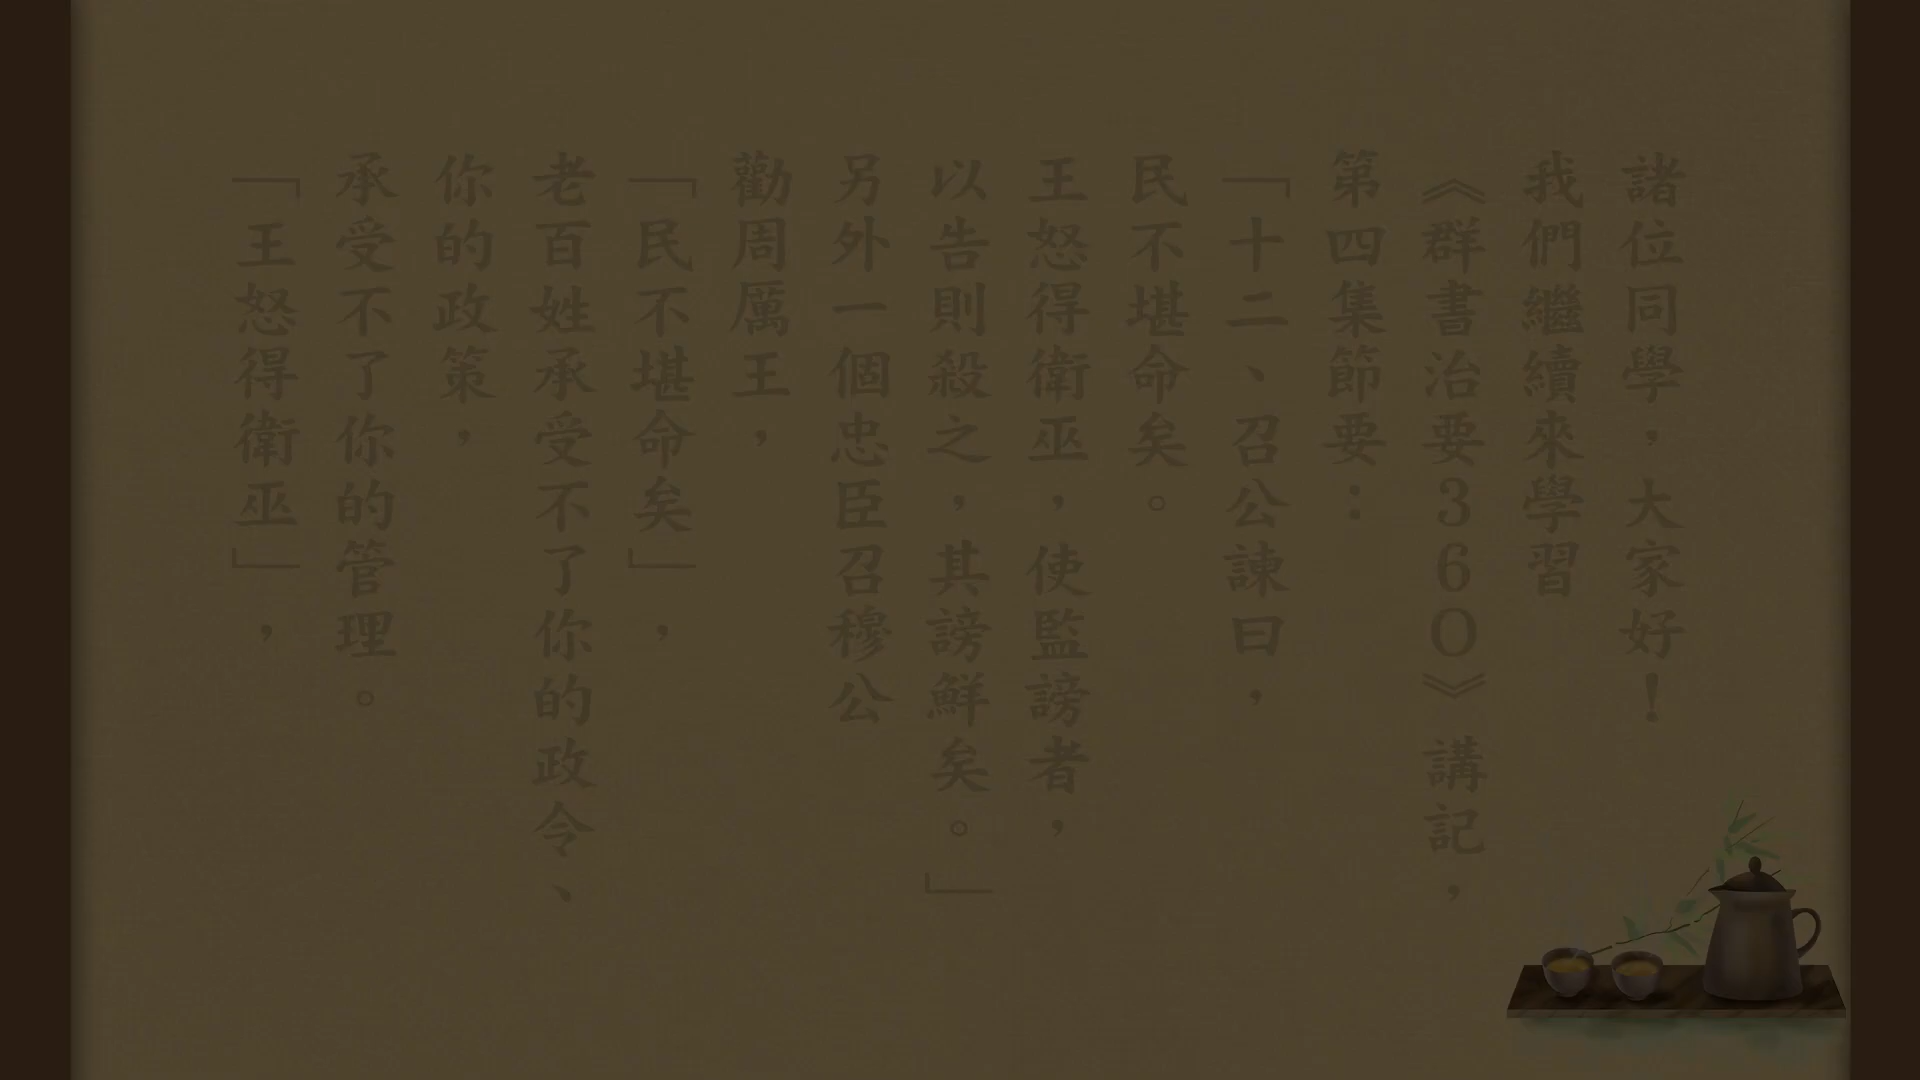 諸位同學，大家好！
我們繼續來學習
《群書治要360》講記，
第四集節要：
「十二、召公諫曰，
民不堪命矣。
王怒得衛巫，使監謗者，
以告則殺之，其謗鮮矣。」
另外一個忠臣召穆公
勸周厲王，
「民不堪命矣」，
老百姓承受不了你的政令、
你的政策，
承受不了你的管理。
「王怒得衛巫」，